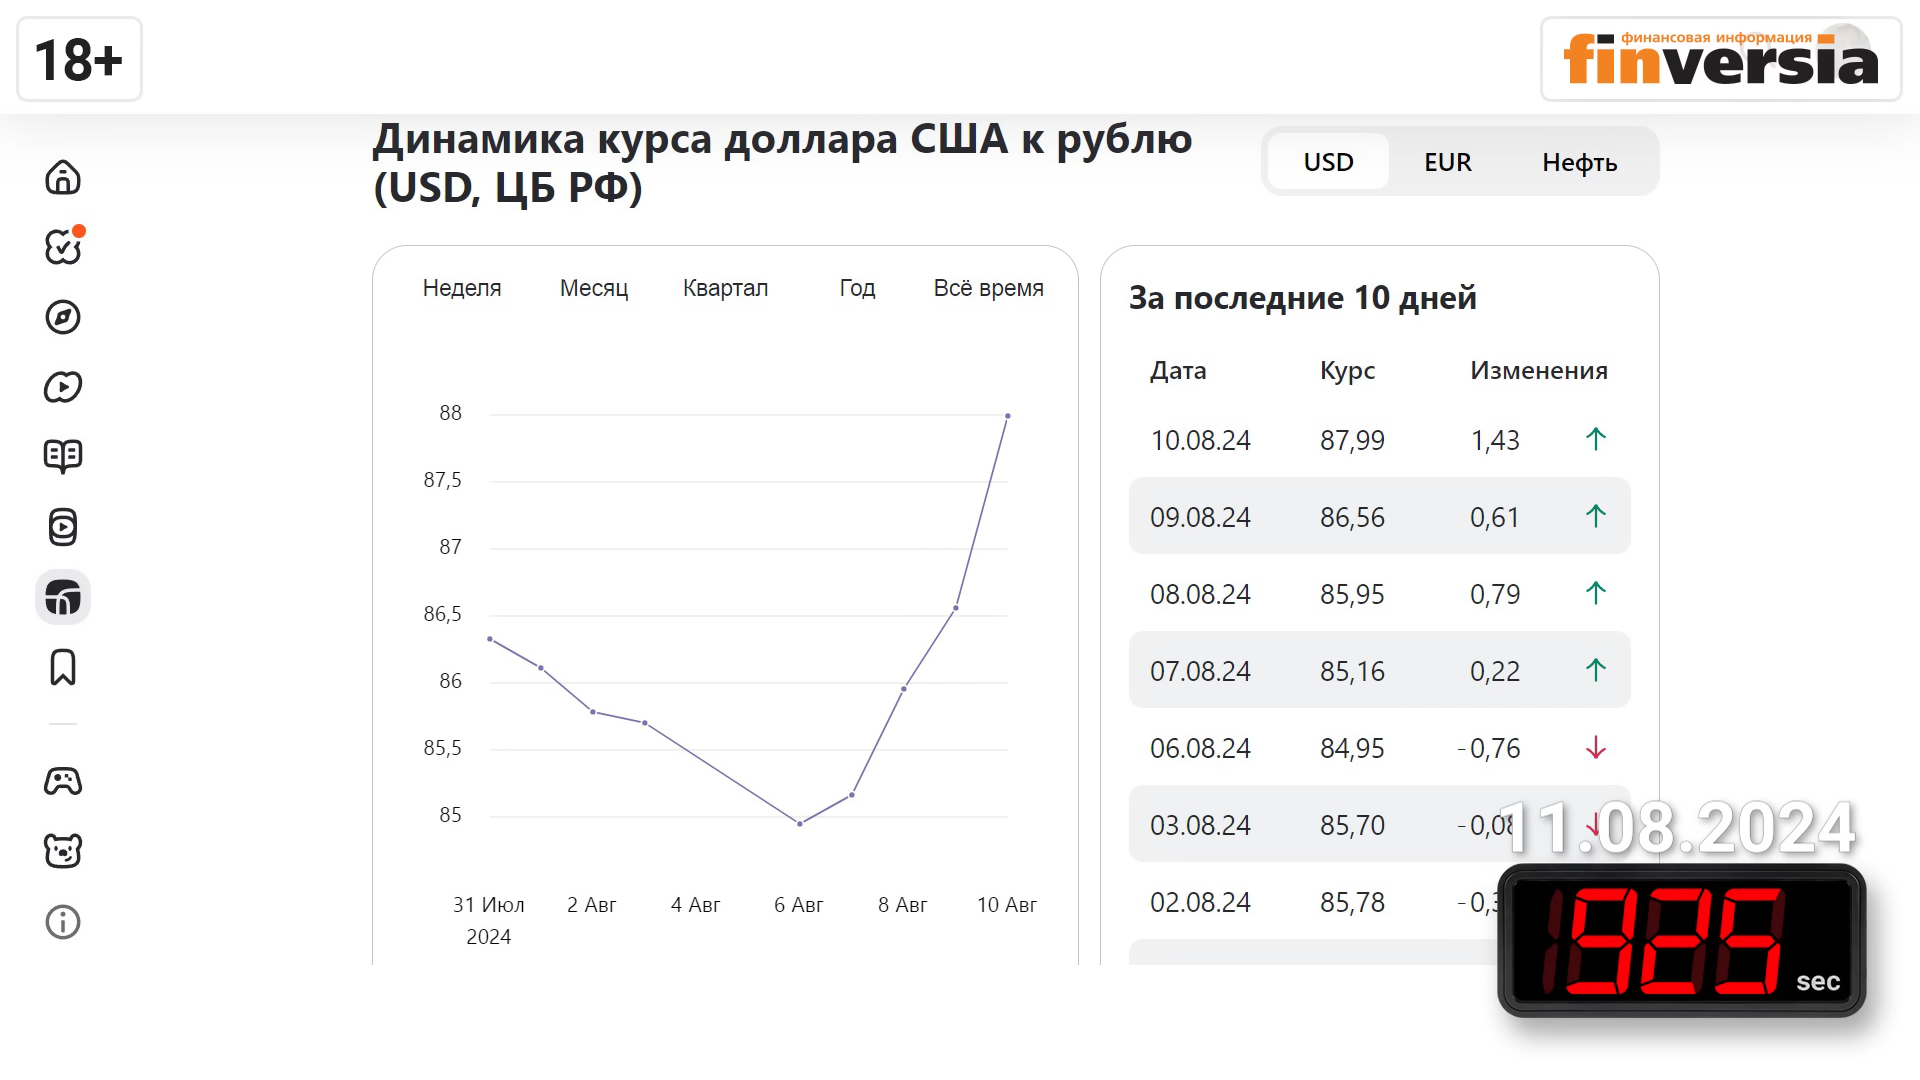 18+
финансовая информация
finversia
Динамика курса доллара США к рублю
(USD, ЦБ РФ)
USD EUR Нефть
Неделя Месяц Квартал Год Всё время
88
87,5
87
86,5
86
85,5
85
31 Июл 2 Авг 4 Авг 6 Авг 8 Авг 10 Авг
2024
За последние 10 дней
Дата Курс Изменения
10.08.24 87,99 1,43
09.08.24 86,56 0,61
08.08.24 85,95 0,79
07.08.24 85,16 0,22
06.08.24 84,95 -0,76
03.08.24 85,70
02.08.24 85,78
11.08.2024
925 sec